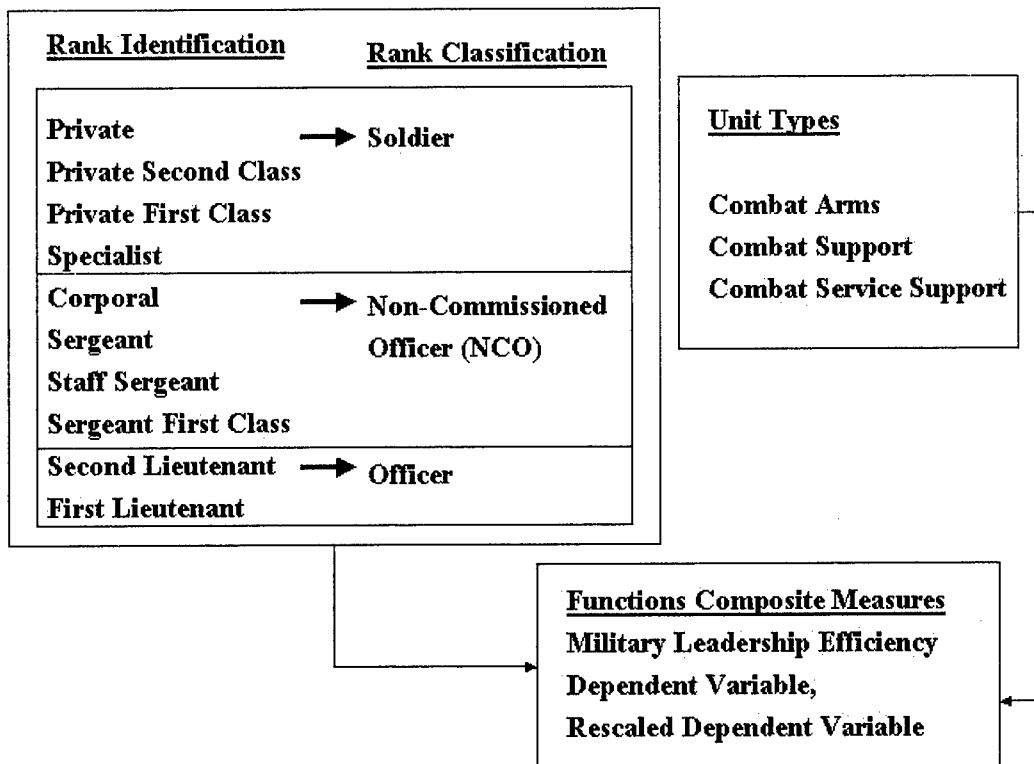 Rank Identification
Rank Classification
Private
Soldier
Private Second Class
Private First Class
Specialist
Corporal
Non-Commissioned
Sergeant
Officer (NCO)
Staff Sergeant
Sergeant First Class
Second Lieutenant
Officer
First Lieutenant
Unit Types
Combat Arms
Combat Support
Combat Service Support
Functions Composite Measures
Military Leadership Efficiency
Dependent Variable,
Rescaled Dependent Variable